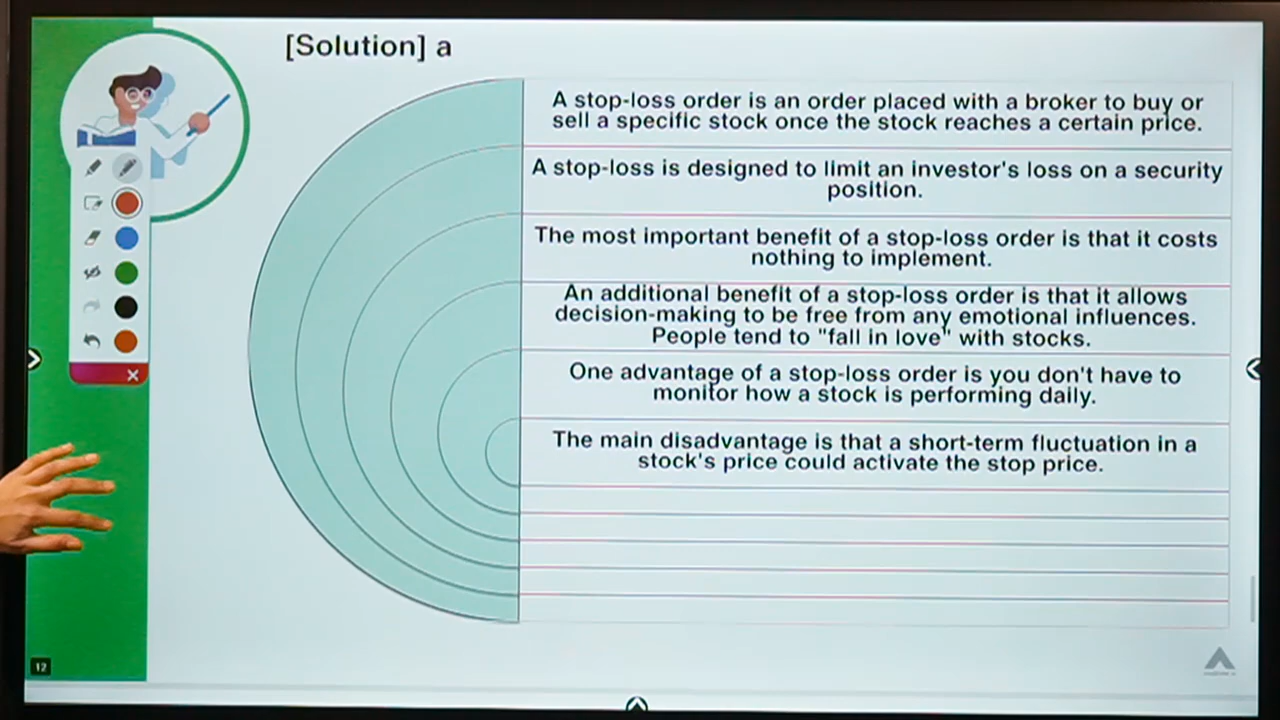 [Solution] a
A stop-loss order is an order placed with a broker to buy or
sell a specific stock once the stock reaches a certain price.
A stop-loss is designed to limit an investor's loss on a security
position.
The most important benefit of a stop-loss order is that it costs
nothing to implement.
An additional benefit of a stop-loss order is that it allows
decision-making to be free from any emotional influences.
People tend to "fall in love" with stocks.
One advantage of a stop-loss order is you don't have to
monitor how a stock is performing daily.
The main disadvantage is that a short-term fluctuation in a
stock's price could activate the stop price.
12